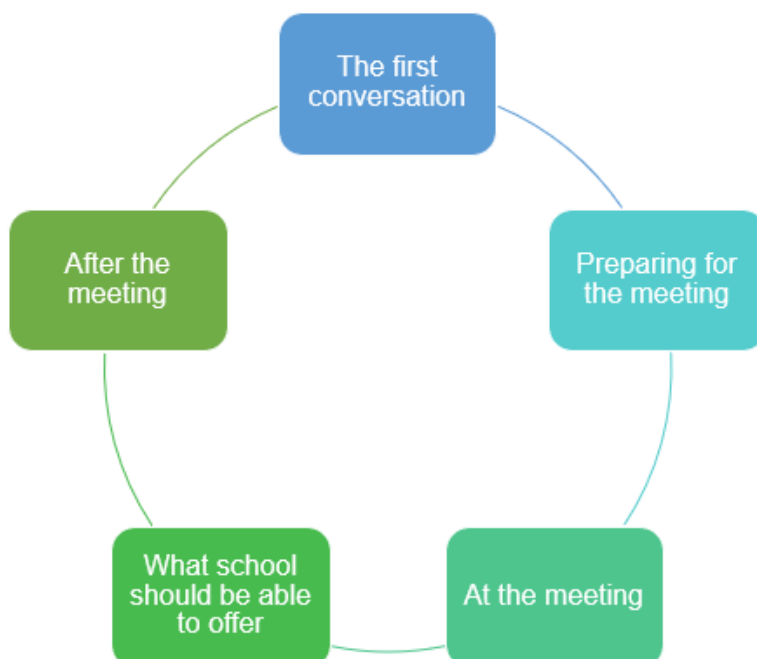 The first
conversation
Preparing for
the meeting
At the meeting
What school
should be able
to offer
After the
meeting